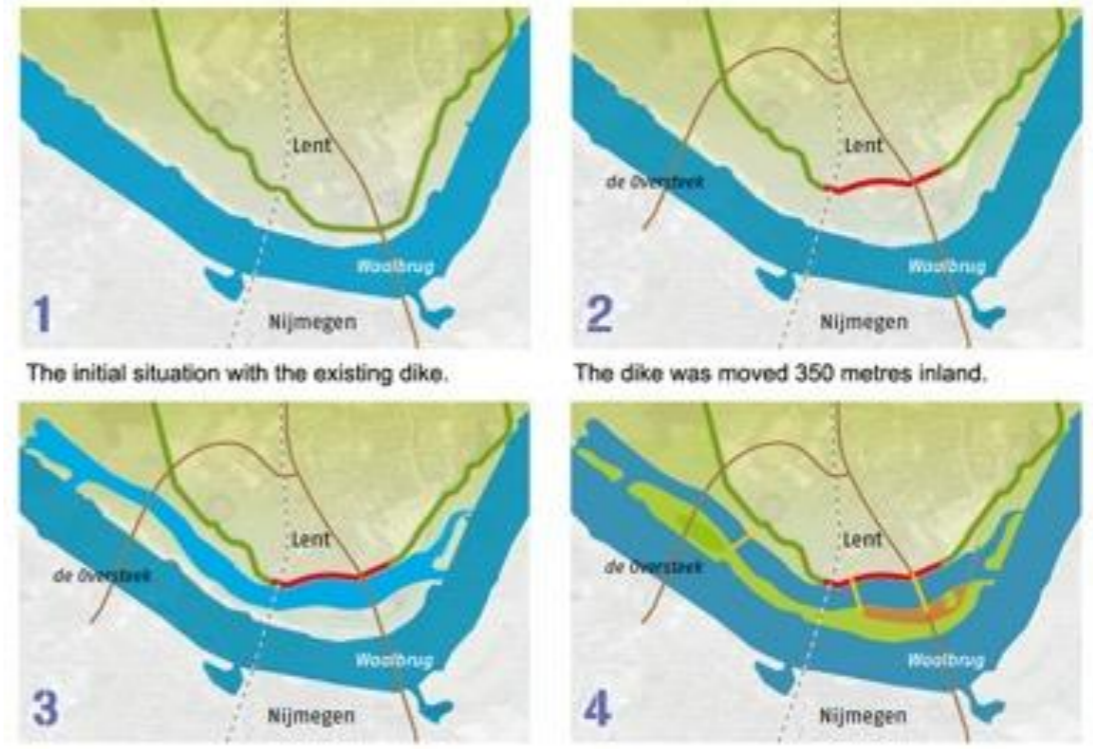 Lent
Waalbrug
1
Nijmegen
The initial situation with the existing dike.
de Oversteek
Lent
Waalbrug
2
Nijmegen
The dike was moved 350 metres inland.
Lent
de Oversteek
Waalbrug
3
Nijmegen
Lent
de Oversteek
Waalbrug
4
Nijmegen